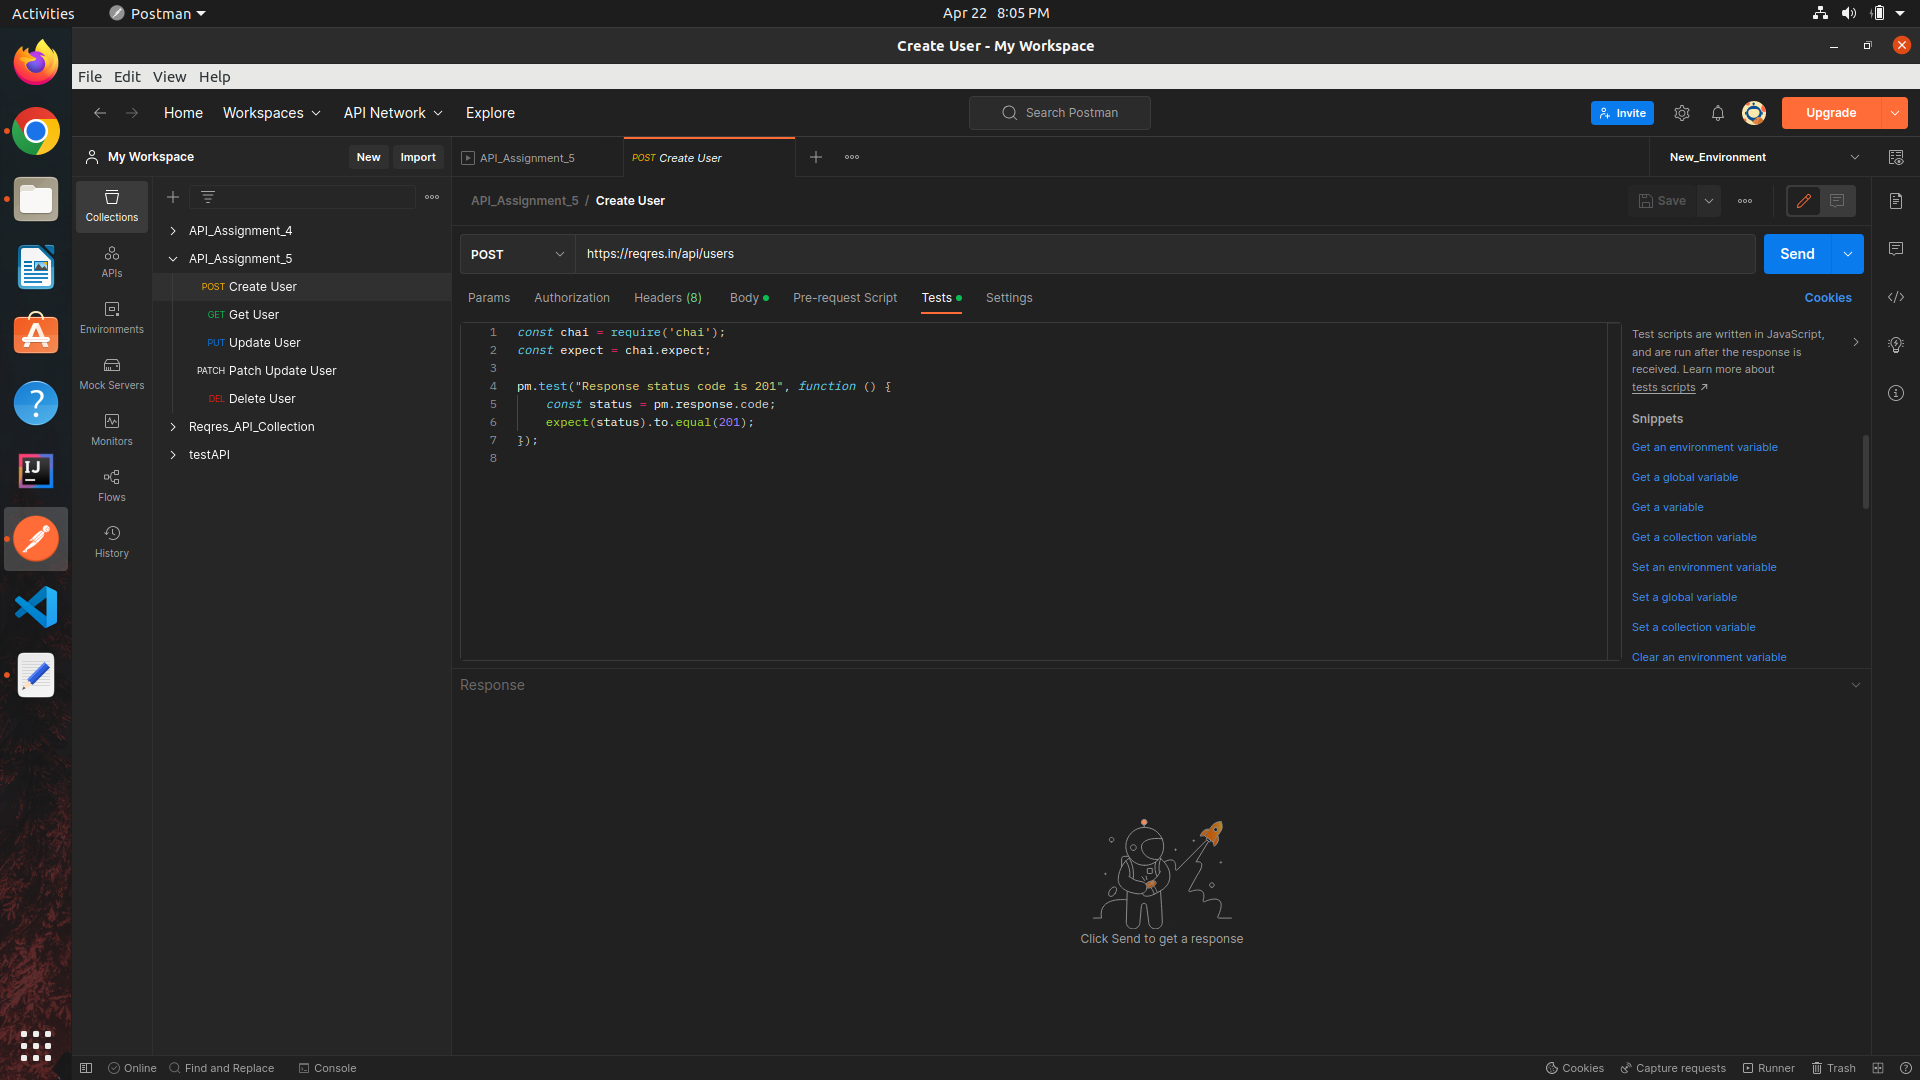 Activities
Postman
Apr 22 8:05 PM
Create User - My Workspace
File Edit View Help
Home
Workspaces
API Network
Explore
Search Postman
Invite
Upgrade
My Workspace
New
Import
API_Assignment_5
POST Create User
New_Environment
Collections
APIs
Environments
Mock Servers
Monitors
Flows
History
API_Assignment_4
API_Assignment_5
POST Create User
GET Get User
PUT Update User
PATCH Patch Update User
DEL Delete User
Reqres_API_Collection
testAPI
API_Assignment_5 / Create User
Save
POST
https://reqres.in/api/users
Send
Params
Authorization
Headers (8)
Body
Pre-request Script
Tests
Settings
Cookies
1 const chai = require('chai');
2 const expect = chai.expect;
3
4 pm.test("Response status code is 201", function () {
5 const status = pm.response.code;
6 expect(status).to.equal(201);
7 });
8
Test scripts are written in JavaScript,
and are run after the response is
received. Learn more about
tests scripts ↗
Snippets
Get an environment variable
Get a global variable
Get a variable
Get a collection variable
Set an environment variable
Set a global variable
Set a collection variable
Clear an environment variable
Response
Click Send to get a response
Online
Find and Replace
Console
Cookies
Capture requests
Runner
Trash
IJ